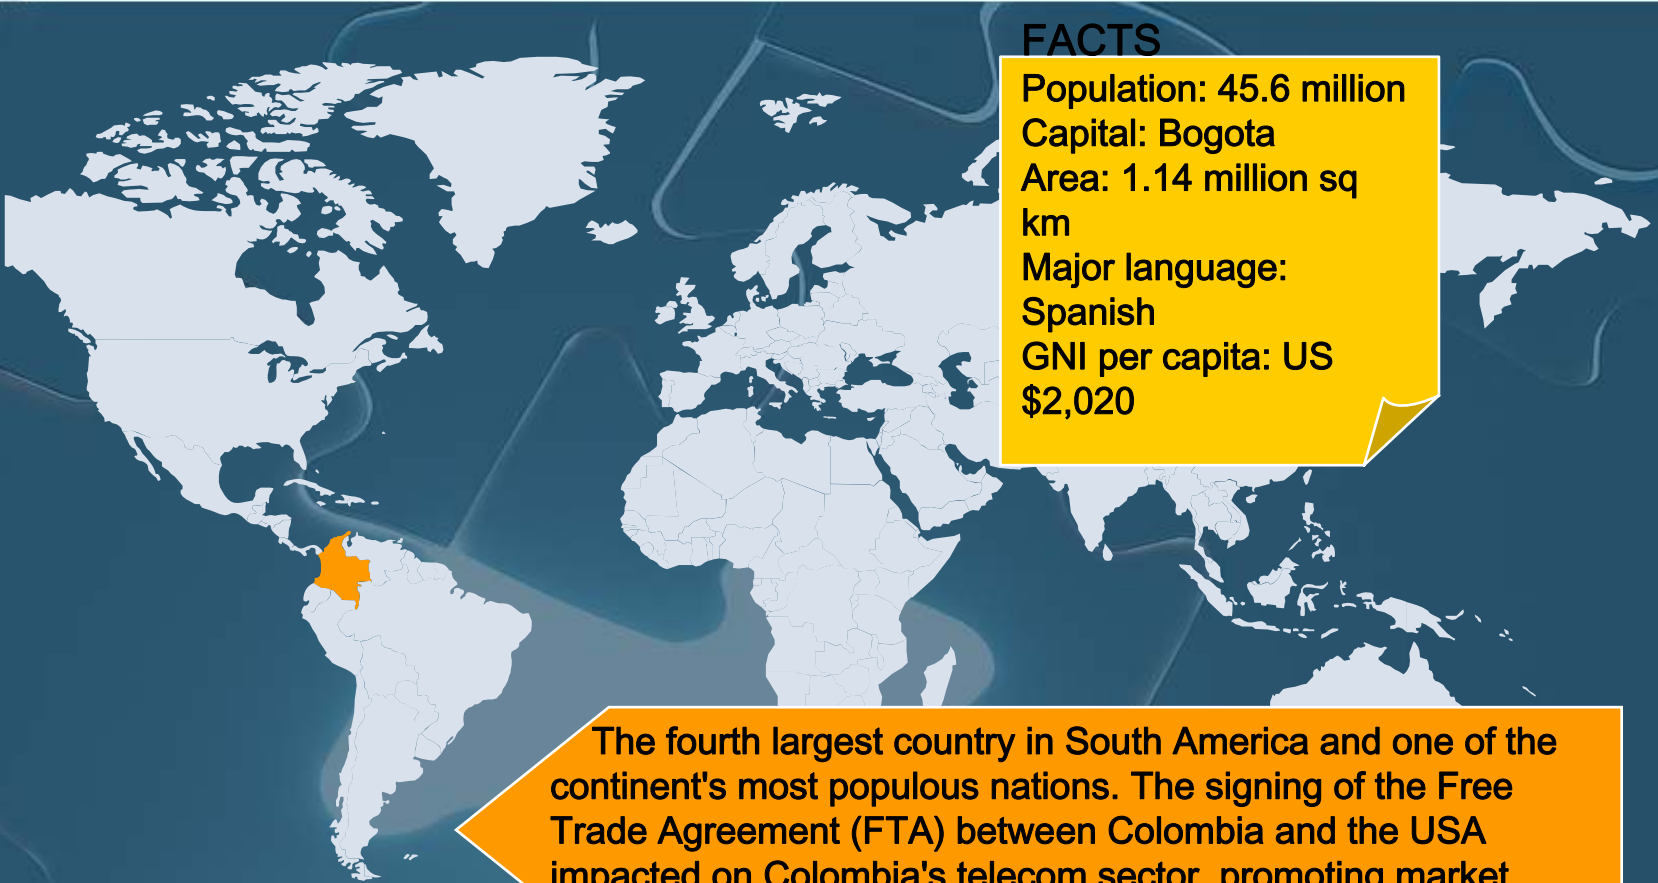 FACTS
Population: 45.6 million
Capital: Bogota
Area: 1.14 million sq
km
Major language:
Spanish
GNI per capita: US
$2,020
The fourth largest country in South America and one of the
continent's most populous nations. The signing of the Free
Trade Agreement (FTA) between Colombia and the USA
impacted on Colombia's telecom sector, promoting market